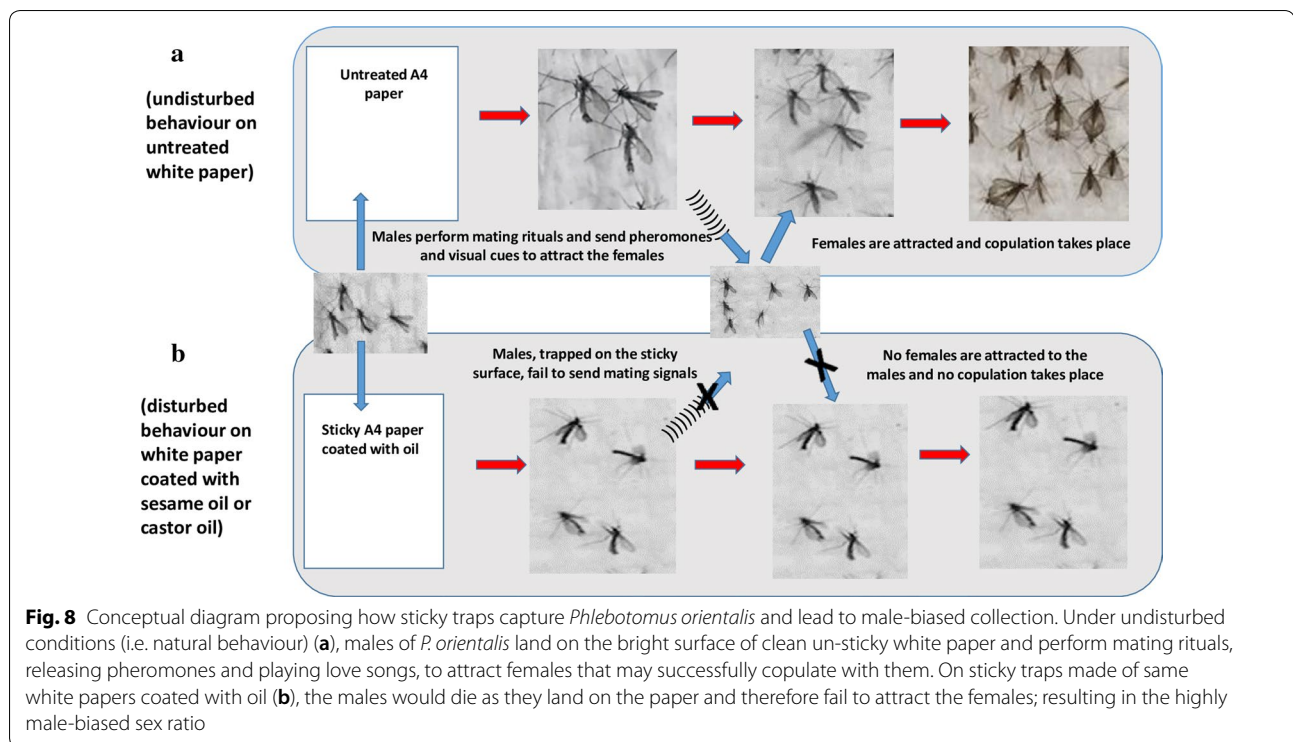 a
(undisturbed
behaviour on
untreated
white paper)
Untreated A4
paper
Males perform mating rituals and send pheromones
and visual cues to attract the females
Females are attracted and copulation takes place
b
(disturbed
behaviour on
white paper
coated with
sesame oil or
castor oil)
Sticky A4 paper
coated with oil
Males, trapped on the sticky
surface, fail to send mating signals
No females are attracted to the
males and no copulation takes place
Fig. 8 Conceptual diagram proposing how sticky traps capture Phlebotomus orientalis and lead to male-biased collection. Under undisturbed
conditions (i.e. natural behaviour) (a), males of P. orientalis land on the bright surface of clean un-sticky white paper and perform mating rituals,
releasing pheromones and playing love songs, to attract females that may successfully copulate with them. On sticky traps made of same
white papers coated with oil (b), the males would die as they land on the paper and therefore fail to attract the females; resulting in the highly
male-biased sex ratio